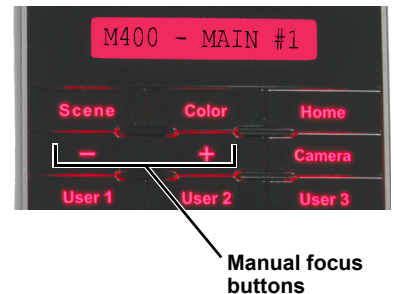 M400 - MAIN #1
Scene Color Home
− + Camera
User 1 User 2 User 3
Manual focus
buttons